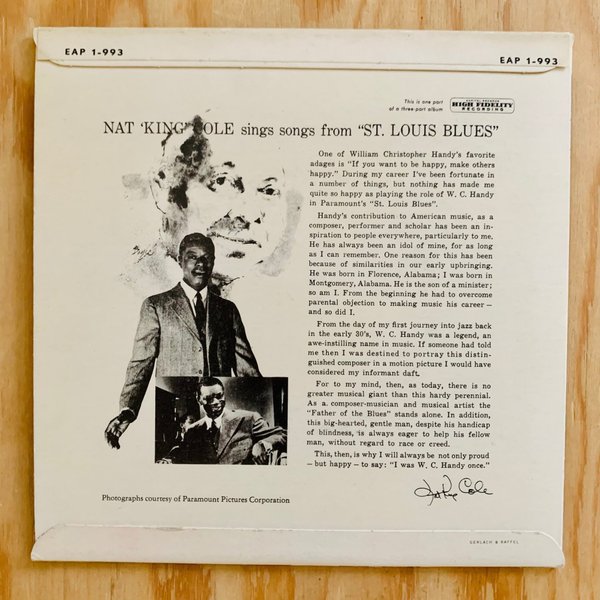 EAP 1-993
EAP 1-993
This is one part
of a three part album
CAPITOL RECORDS
HIGH FIDELITY
RECORDING
NAT 'KING' COLE sings songs from "ST. LOUIS BLUES"
One of William Christopher Handy's favorite
adages is "If you want to be happy, make others
happy." During my career I've been fortunate in
a number of things, but nothing has made me
quite so happy as playing the role of W. C. Handy
in Paramount's "St. Louis Blues".
Handy's contribution to American music, as a
composer, performer and scholar has been an in-
spiration to people everywhere, particularly to me.
He has always been an idol of mine, for as long
as I can remember. One reason for this has been
because of similarities in our early upbringing.
He was born in Florence, Alabama; I was born in
Montgomery, Alabama. He is the son of a minister;
so am I. From the beginning he had to overcome
parental objection to making music his career—
and so did I.
From the day of my first journey into jazz back
in the early 30's, W. C. Handy was a legend, an
awe-instilling name in music. If someone had told
me then I was destined to portray this distin-
guished composer in a motion picture I would have
considered my informant daft.
For to my mind, then, as today, there is no
greater musical giant than this hardy perennial.
As a composer-musician and musical artist the
"Father of the Blues" stands alone. In addition,
this big-hearted, gentle man, despite his handicap
of blindness, is always eager to help his fellow
man, without regard to race or creed.
This, then, is why I will always be not only proud
—but happy—to say: "I was W. C. Handy once."
Nat King Cole
Photographs courtesy of Paramount Pictures Corporation
GERLACH & RAFFEL